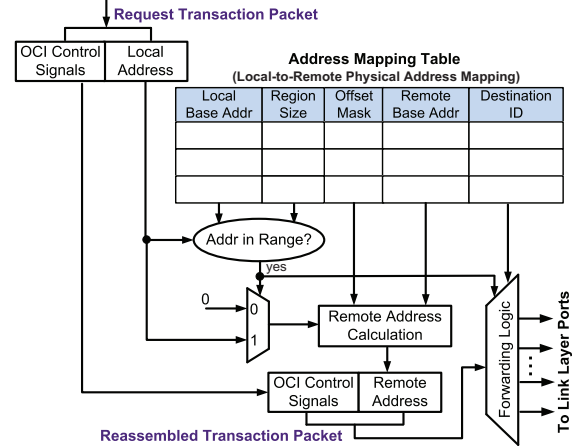 Request Transaction Packet
OCI Control Signals
Local Address
Address Mapping Table
(Local-to-Remote Physical Address Mapping)
Local Base Addr
Region Size
Offset Mask
Remote Base Addr
Destination ID
Addr in Range?
yes
0
0
1
Remote Address Calculation
Forwarding Logic
To Link Layer Ports
OCI Control Signals
Remote Address
Reassembled Transaction Packet